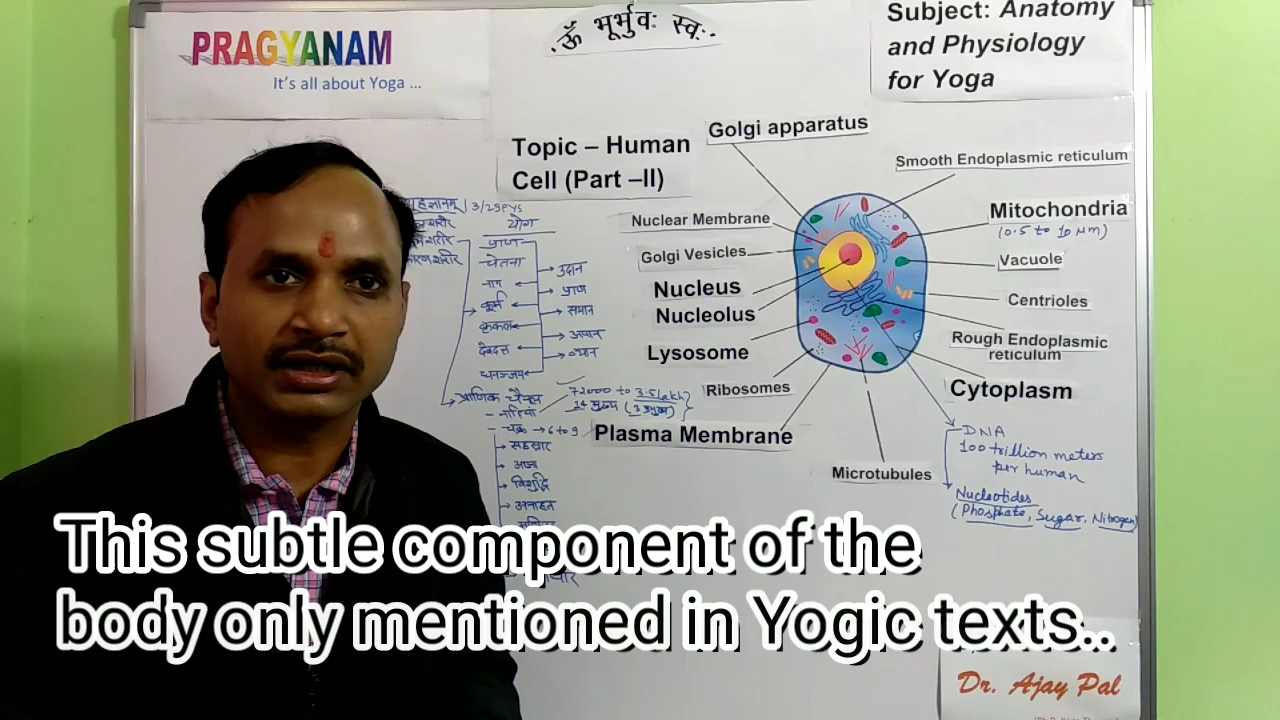 PRAGYANAM
It's all about Yoga ...
ॐ भूर्भुवः स्वः
Subject: Anatomy
and Physiology
for Yoga
Topic – Human
Cell (Part –II)
Golgi apparatus
Smooth Endoplasmic reticulum
Mitochondria
(0.5 to 10 μm)
Nuclear Membrane
Golgi Vesicles
Vacuole
Nucleus
Centrioles
Nucleolus
Rough Endoplasmic
reticulum
Lysosome
Ribosomes
Cytoplasm
Plasma Membrane
Microtubules
DNA
100 trillion meters
per human
Nucleotides
(Phosphate, Sugar, Nitrogen)
योग
प्राण
चेतना
नाग
कूर्म
कृकल
देवदत्त
धनञ्जय
उदान
प्राण
समान
अपान
व्यान
नाड़ियां
72000 to 3.5 lakh
14 मुख्य (3 प्रमुख)
चक्र → 6 to 9
सहस्रार
आज्ञा
विशुद्धि
अनाहत
This subtle component of the
body only mentioned in Yogic texts..
Dr. Ajay Pal